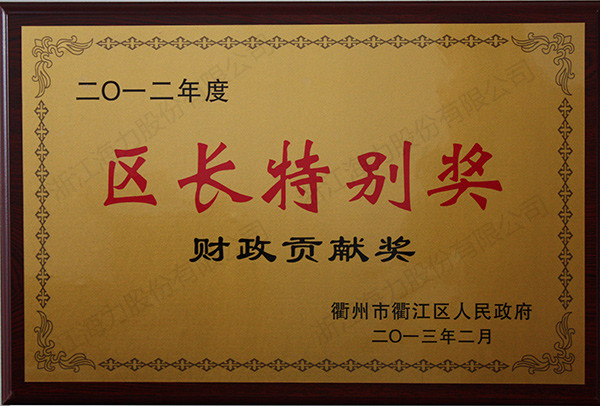 二〇一二年度
区长特别奖
财政贡献奖
衢州市衢江区人民政府
二〇一三年二月